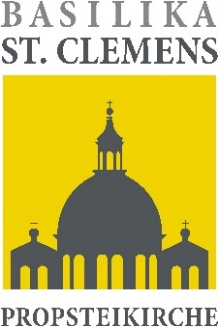 BASILIKA
ST. CLEMENS
PROPSTEIKIRCHE